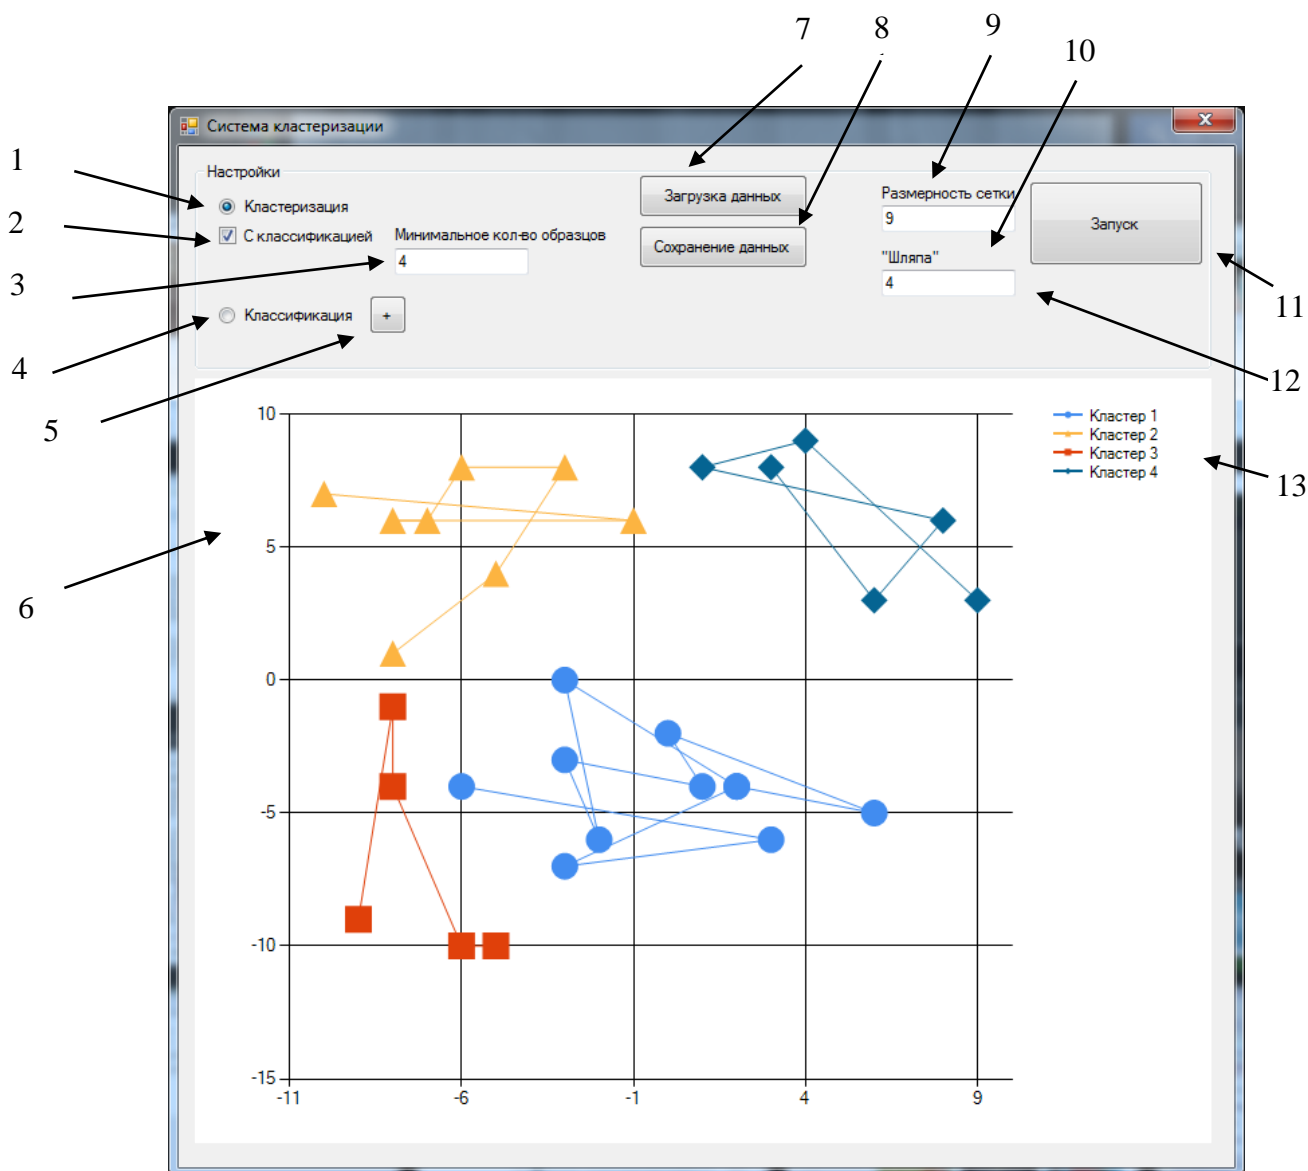 7
8
9
10
Система кластеризации
1
Настройки
Кластеризация
2
С классификацией
Минимальное кол-во образцов
4
3
4
Классификация
+
5
Загрузка данных
Сохранение данных
Размерность сетки
9
"Шляпа"
4
Запуск
11
12
13
6
Кластер 1
Кластер 2
Кластер 3
Кластер 4
10
5
0
-5
-10
-15
-11
-6
-1
4
9